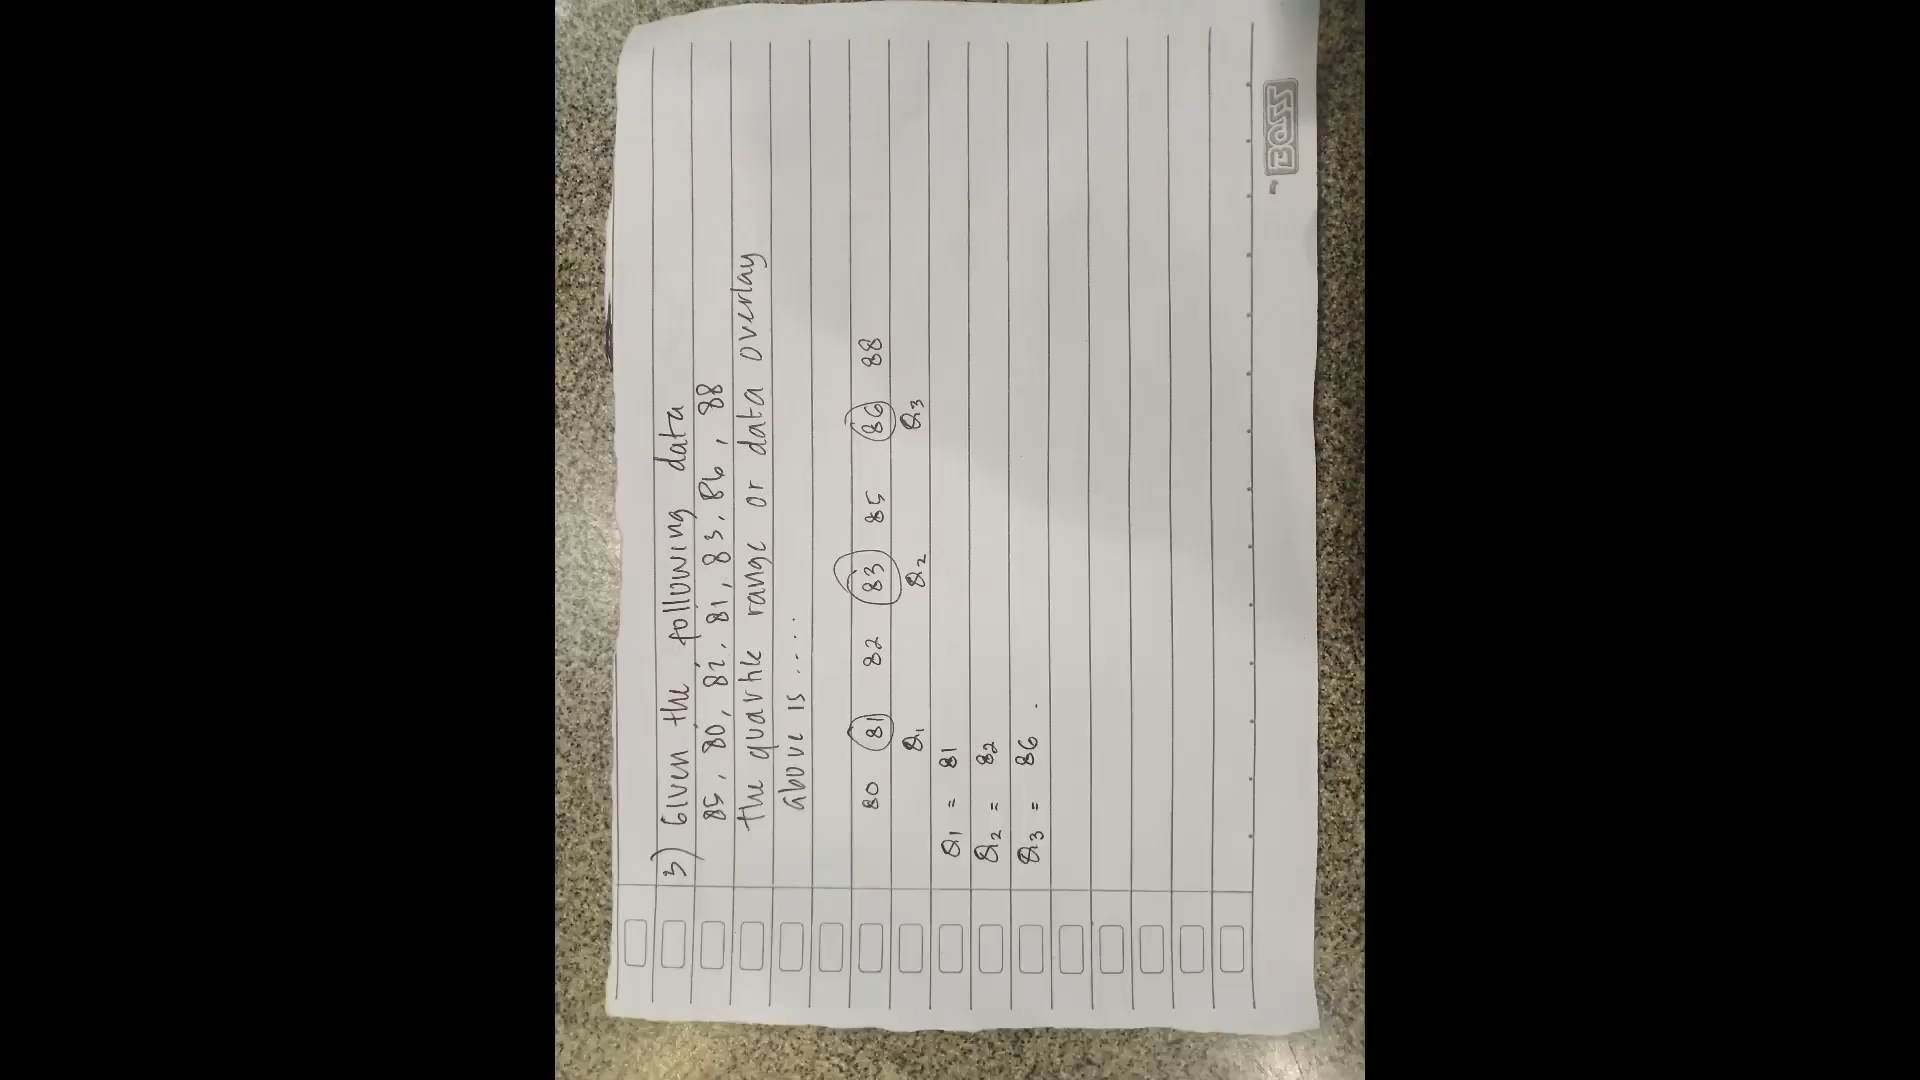 3) Given the following data
85, 80, 82, 81, 83, 86, 88
the quartile range or data overlay
above is .....
80 81 82 83 85 86 88
Q1 Q2 Q3
Q1 = 81
Q2 = 82
Q3 = 86.
BOSS